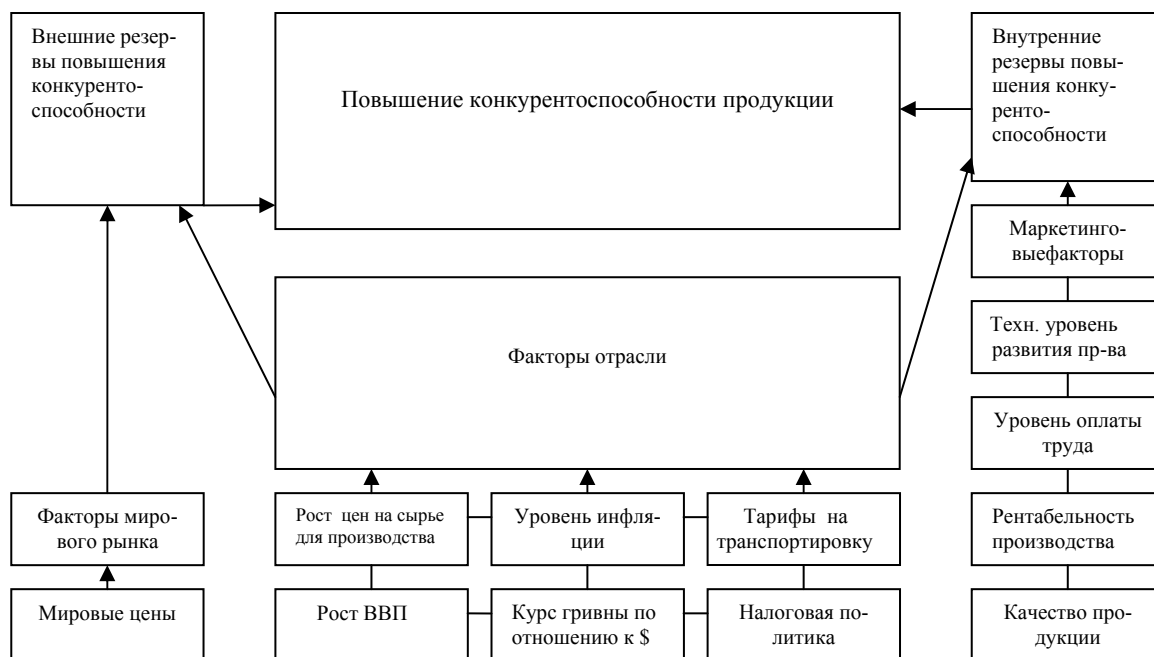 Внешние резер-
вы повышения
конкуренто-
способности
Повышение конкурентоспособности продукции
Внутренние
резервы повы-
шения конку-
ренто-
способности
Маркетинго-
выефакторы
Техн. уровень
развития пр-ва
Факторы отрасли
Уровень оплаты
труда
Факторы миро-
вого рынка
Рост цен на сырье
для производства
Уровень инфля-
ции
Тарифы на
транспортировку
Рентабельность
производства
Мировые цены
Рост ВВП
Курс гривны по
отношению к $
Налоговая по-
литика
Качество про-
дукции